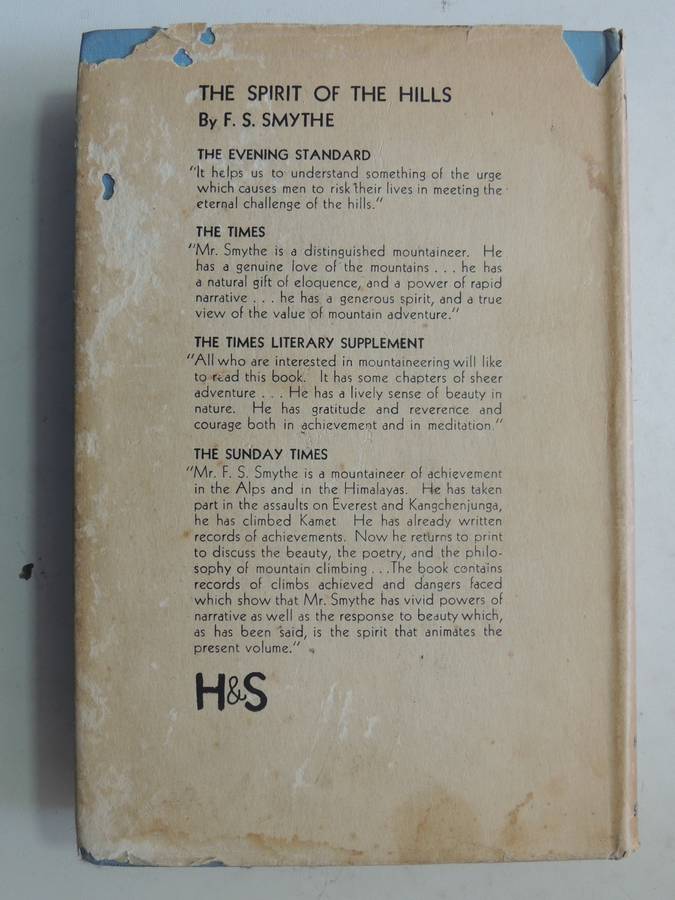 THE SPIRIT OF THE HILLS
By F. S. SMYTHE
THE EVENING STANDARD
"It helps us to understand something of the urge
which causes men to risk their lives in meeting the
eternal challenge of the hills."
THE TIMES
"Mr. Smythe is a distinguished mountaineer. He
has a genuine love of the mountains . . . he has
a natural gift of eloquence, and a power of rapid
narrative . . . he has a generous spirit, and a true
view of the value of mountain adventure."
THE TIMES LITERARY SUPPLEMENT
"All who are interested in mountaineering will like
to read this book. It has some chapters of sheer
adventure . . . He has a lively sense of beauty in
nature. He has gratitude and reverence and
courage both in achievement and in meditation."
THE SUNDAY TIMES
"Mr. F. S. Smythe is a mountaineer of achievement
in the Alps and in the Himalayas. He has taken
part in the assaults on Everest and Kangchenjunga,
he has climbed Kamet He has already written
records of achievements. Now he returns to print
to discuss the beauty, the poetry, and the philo-
sophy of mountain climbing . . .The book contains
records of climbs achieved and dangers faced
which show that Mr. Smythe has vivid powers of
narrative as well as the response to beauty which,
as has been said, is the spirit that animates the
present volume."
H&S